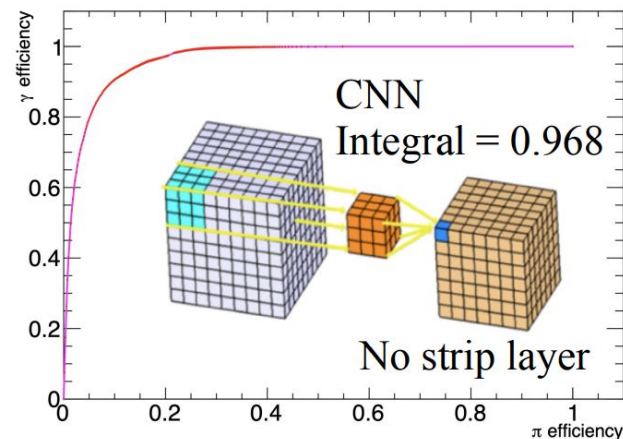 γ efficiency
1
0.8
0.6
0.4
0.2
0
CNN
Integral = 0.968
No strip layer
0 0.2 0.4 0.6 0.8 1
π efficiency